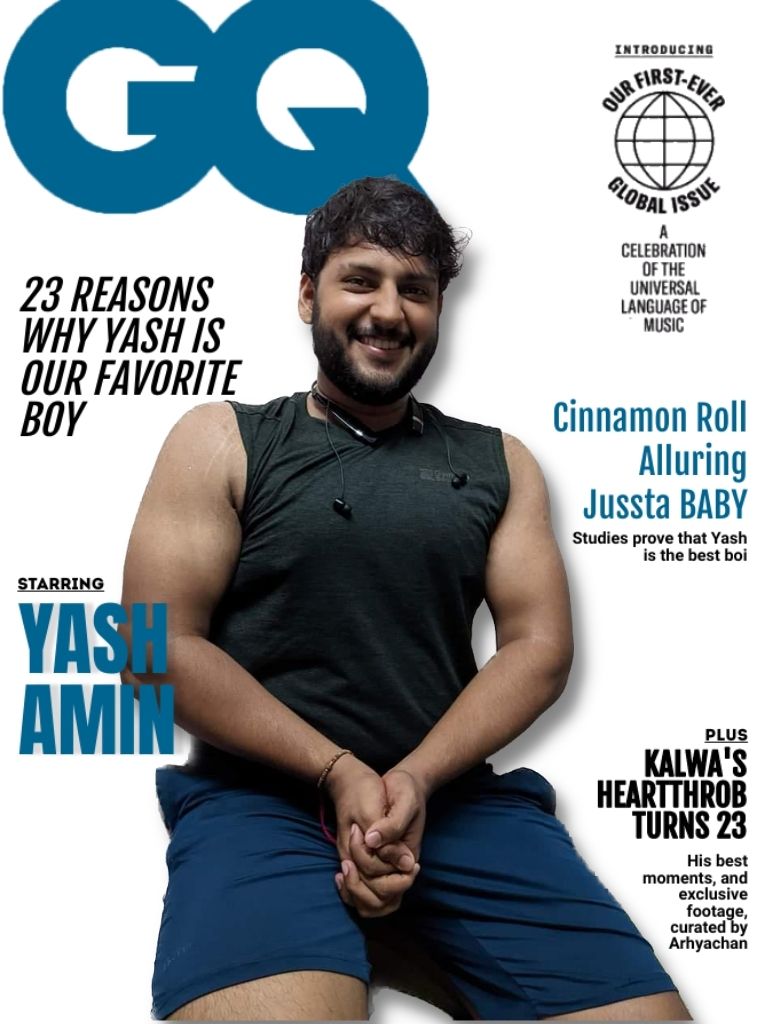 GQ
INTRODUCING
OUR FIRST-EVER
GLOBAL ISSUE
A
CELEBRATION
OF THE
UNIVERSAL
LANGUAGE OF
MUSIC
23 REASONS
WHY YASH IS
OUR FAVORITE
BOY
Cinnamon Roll
Alluring
Jussta BABY
Studies prove that Yash
is the best boi
STARRING
YASH
AMIN
PLUS
KALWA'S
HEARTTHROB
TURNS 23
His best
moments, and
exclusive
footage,
curated by
Arhyachan